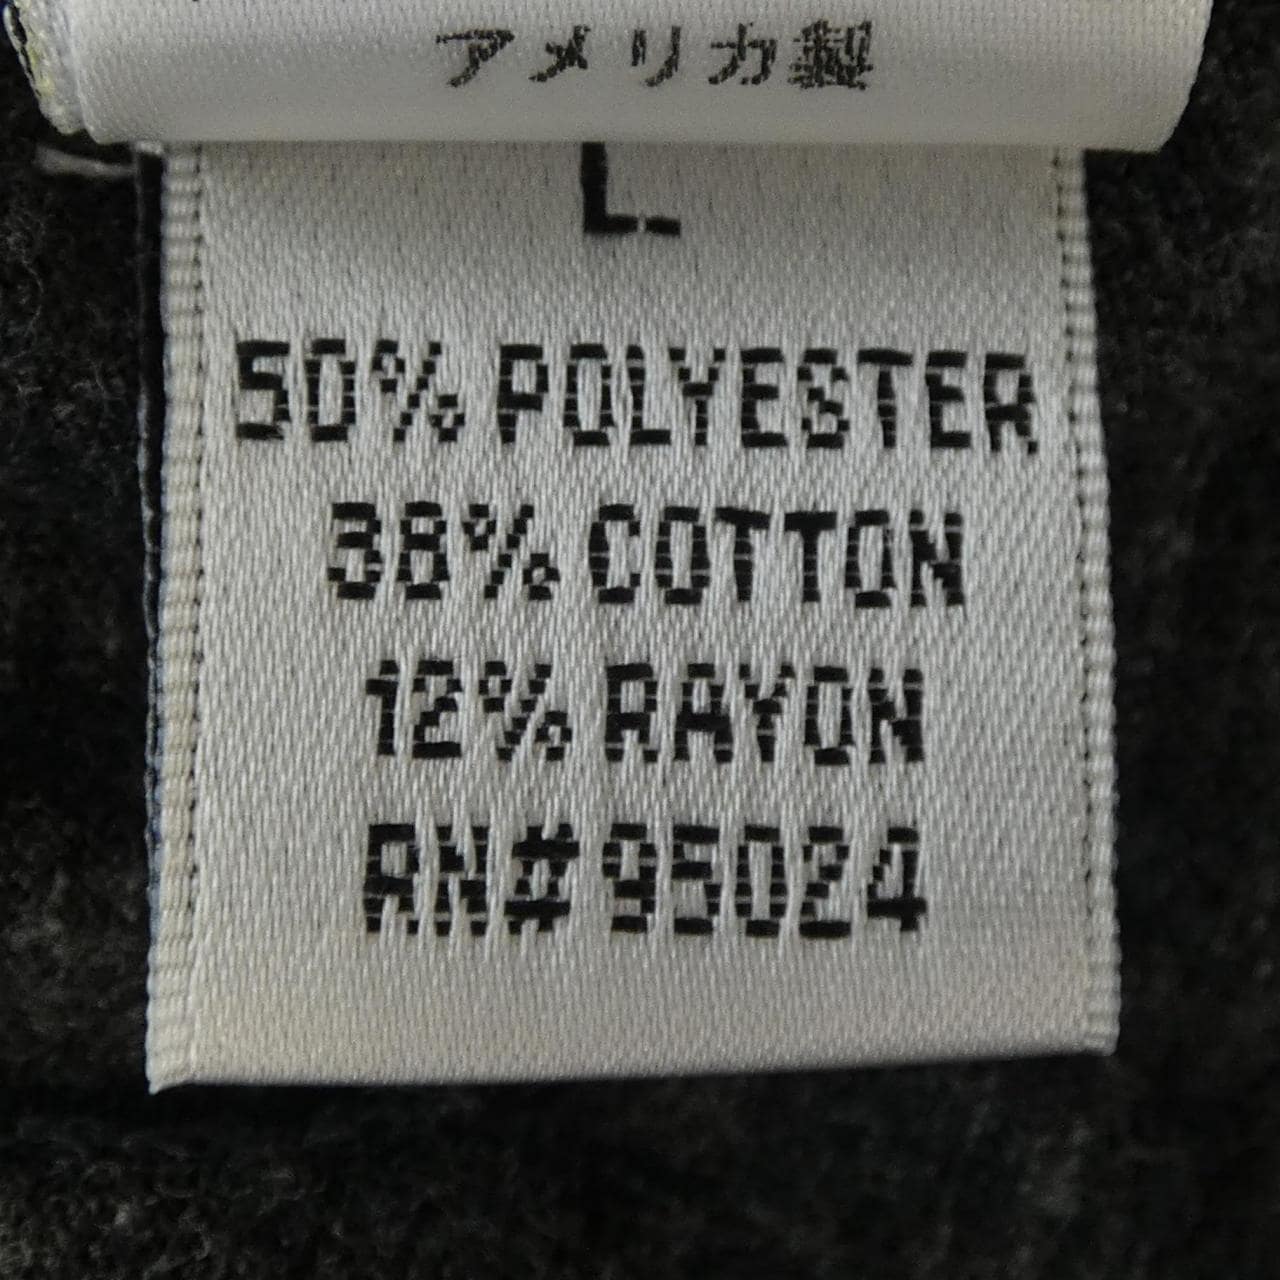 アメリカ製
L
50% POLYESTER
38% COTTON
12% RAYON
RN# 95024